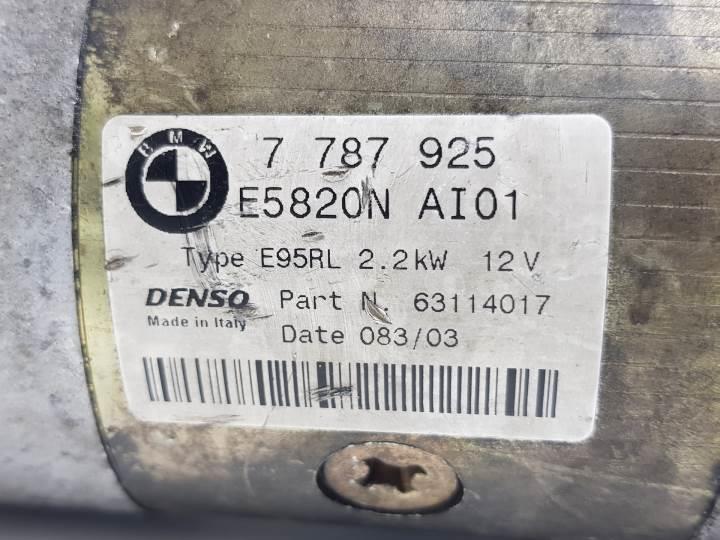 BMW
7 787 925
E5820N AI01
Type E95RL 2.2kW 12V
DENSO Part N. 63114017
Made in Italy
Date 083/03